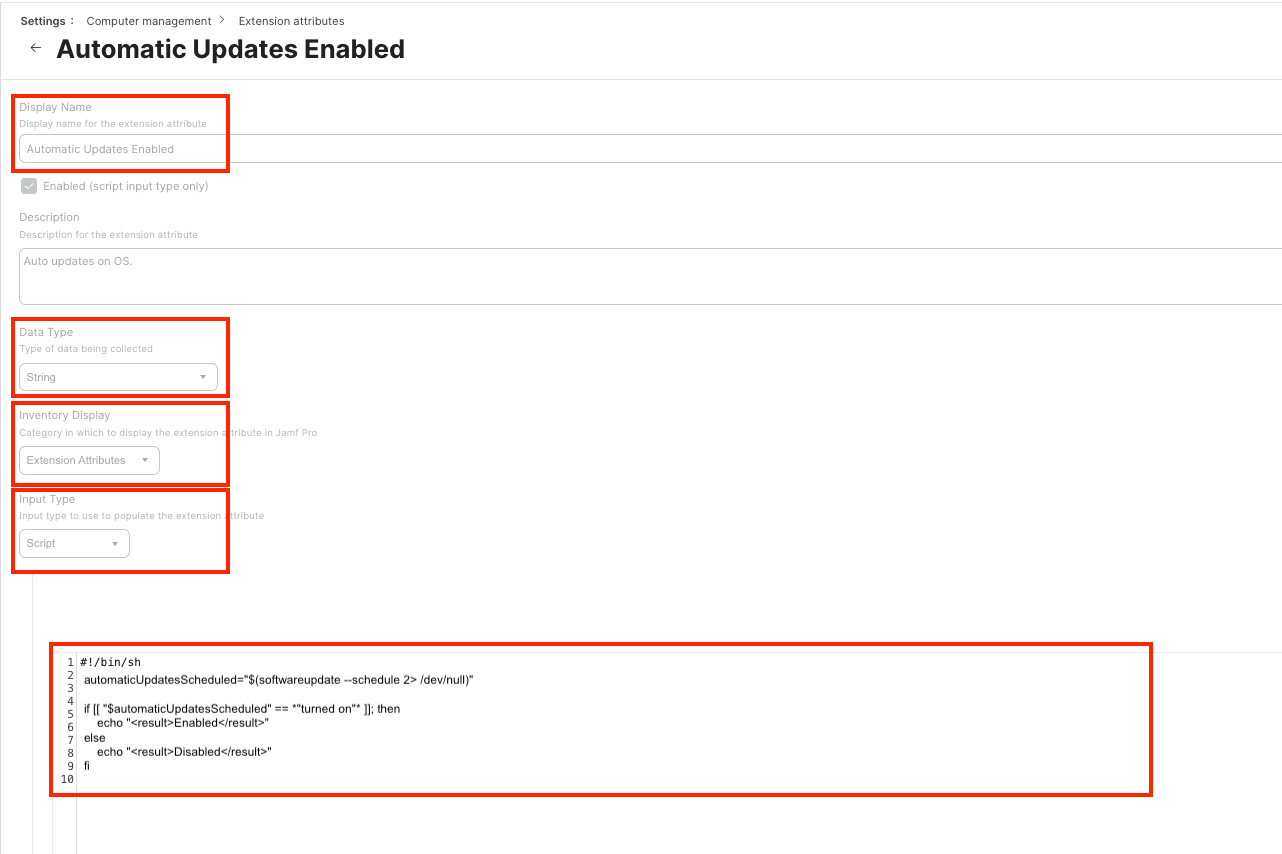 Settings : Computer management > Extension attributes
← Automatic Updates Enabled
Display Name
Display name for the extension attribute
Automatic Updates Enabled
Enabled (script input type only)
Description
Description for the extension attribute
Auto updates on OS.
Data Type
Type of data being collected
String
Inventory Display
Category in which to display the extension attribute in Jamf Pro
Extension Attributes
Input Type
Input type to use to populate the extension attribute
Script
1 #!/bin/sh
2 automaticUpdatesScheduled="$(softwareupdate --schedule 2> /dev/null)"
3
4 if [[ "$automaticUpdatesScheduled" == *"turned on"* ]]; then
5
6 echo "<result>Enabled</result>"
7 else
8 echo "<result>Disabled</result>"
9 fi
10